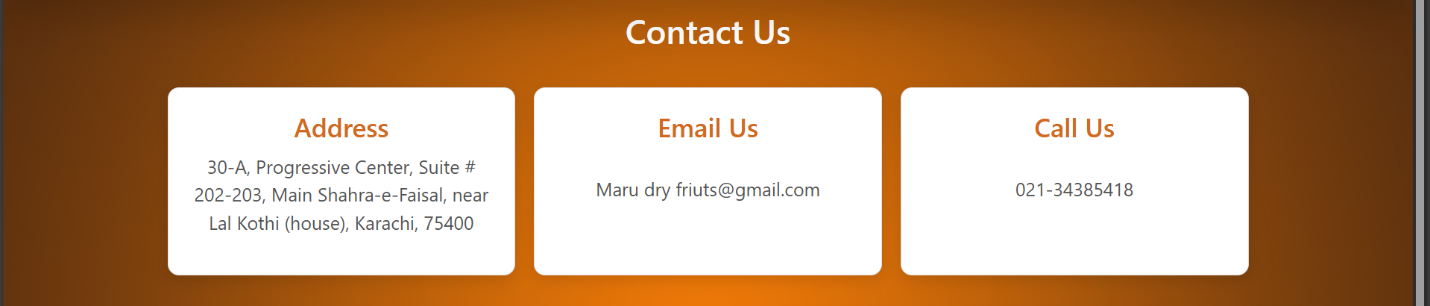 Contact Us
Address
30-A, Progressive Center, Suite #
202-203, Main Shahra-e-Faisal, near
Lal Kothi (house), Karachi, 75400
Email Us
Maru dry friuts@gmail.com
Call Us
021-34385418